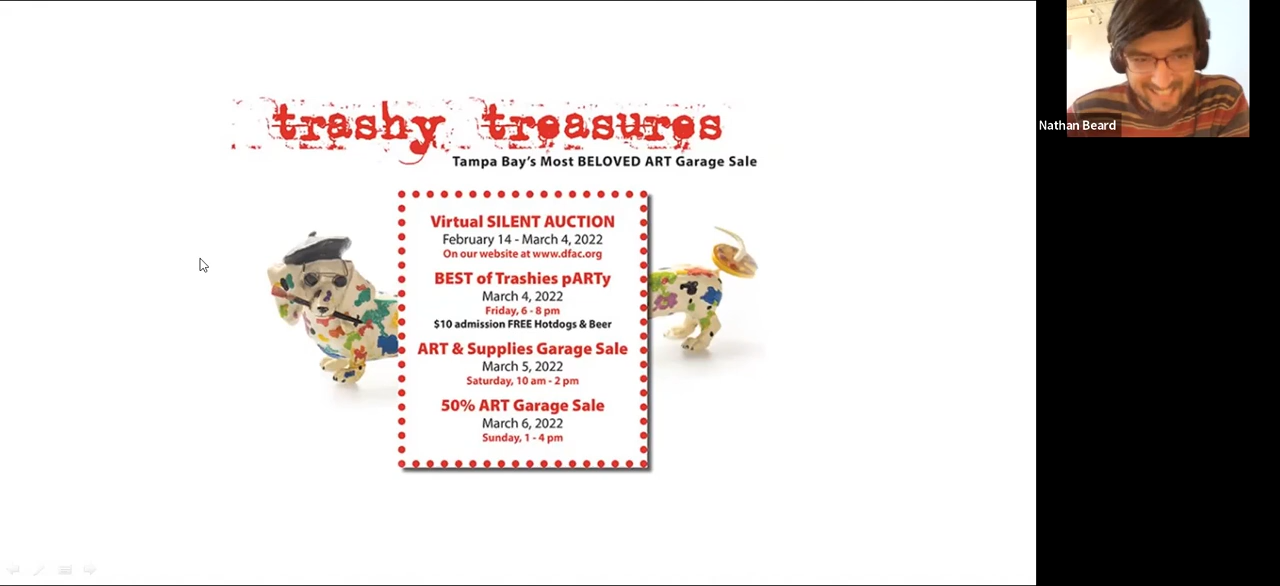 trashy treasures
Tampa Bay's Most BELOVED ART Garage Sale
Virtual SILENT AUCTION
February 14 - March 4, 2022
On our website at www.dfac.org
BEST of Trashies pARTy
March 4, 2022
Friday, 6 - 8 pm
$10 admission FREE Hotdogs & Beer
ART & Supplies Garage Sale
March 5, 2022
Saturday, 10 am - 2 pm
50% ART Garage Sale
March 6, 2022
Sunday, 1 - 4 pm
Nathan Beard